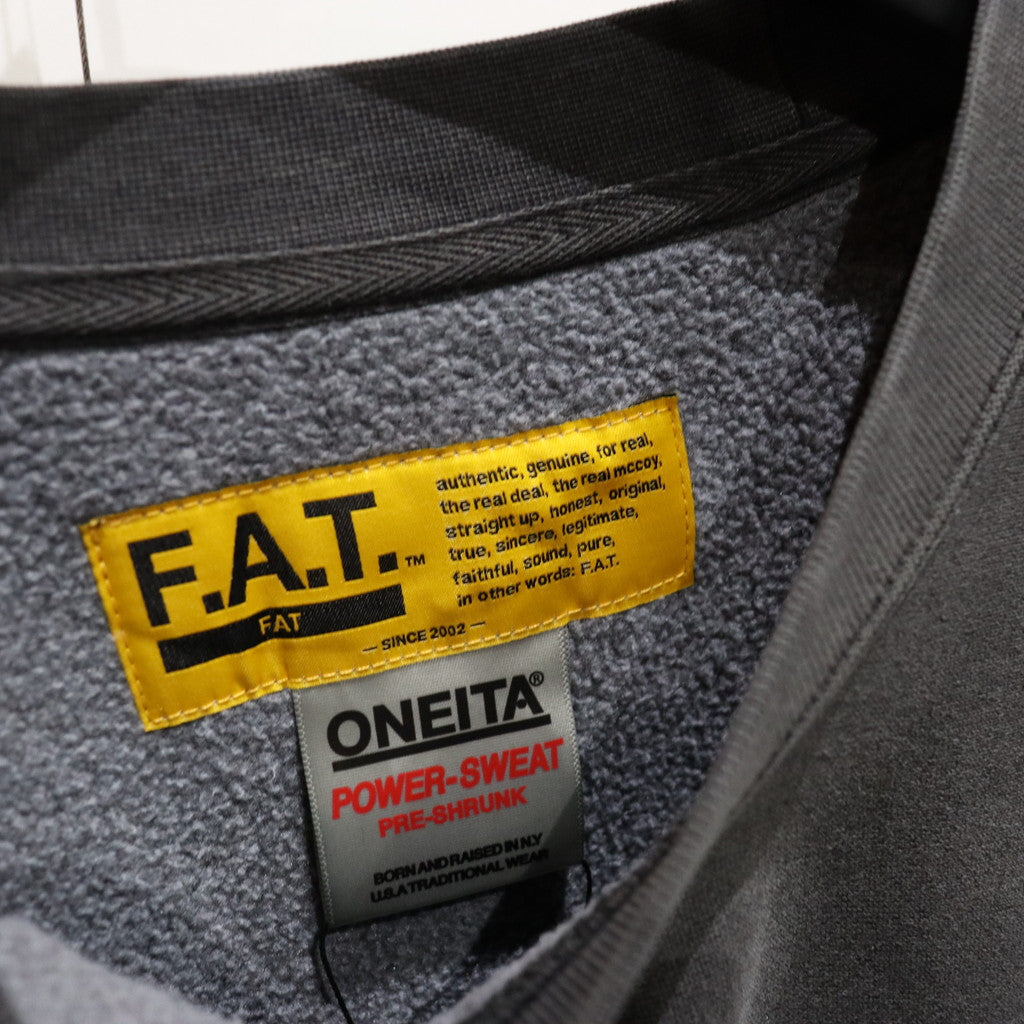 F.A.T.™
FAT
authentic, genuine, for real,
the real deal, the real mccoy,
straight up, honest, original,
true, sincere, legitimate,
faithful, sound, pure,
in other words: F.A.T.
— SINCE 2002 —
ONEITA®
POWER-SWEAT
PRE-SHRUNK
BORN AND RAISED IN N.Y
U.S.A TRADITIONAL WEAR